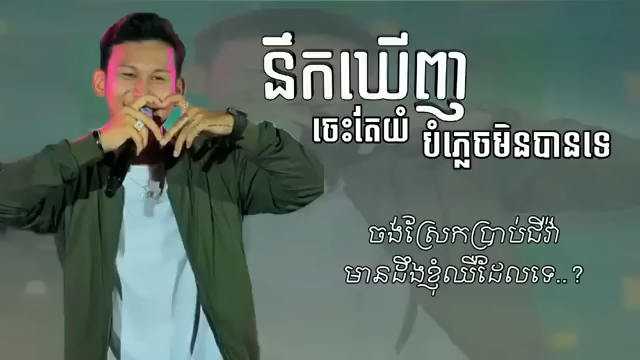 នឹកឃើញ
ចេះតែយំ បំភ្លេចមិនបានទេ
ចង់ស្រែកប្រាប់ជីវ៉ា
មានដឹងខ្ញុំឈឺដែលទេ..?